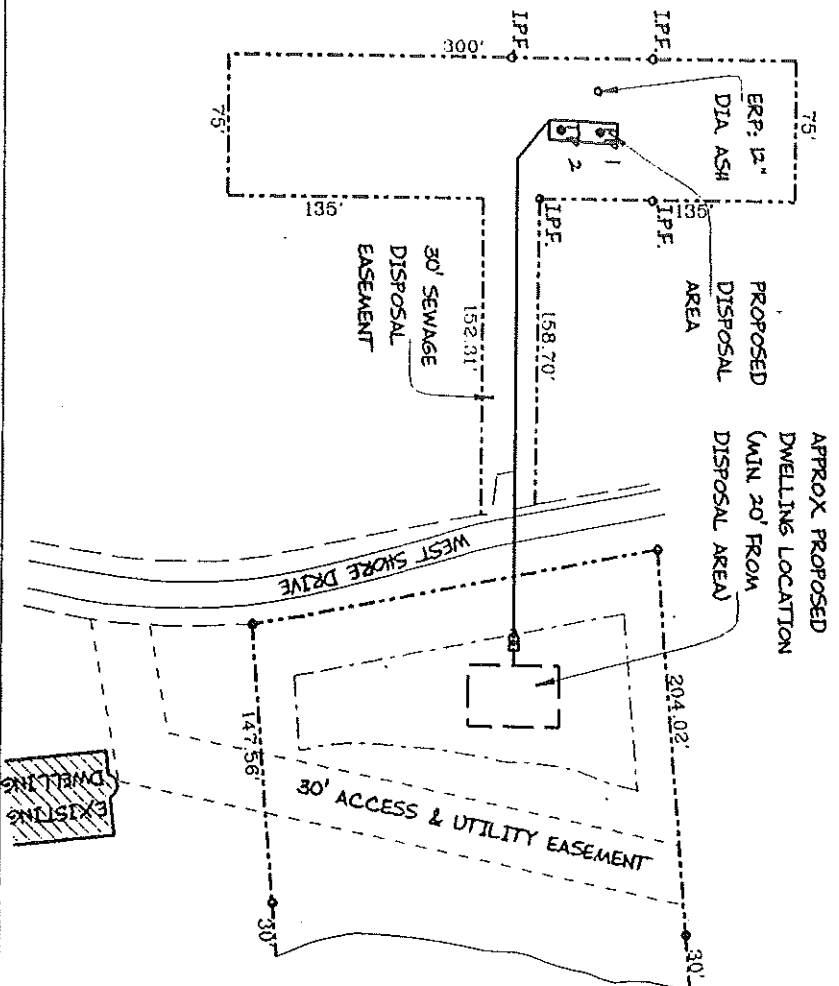 I.P.F.
I.P.F.
300'
75'
ERP: 12"
DIA ASH
1
2
75'
135'
I.P.F.
I.P.F.
135'
PROPOSED
DISPOSAL
AREA
30' SEWAGE
DISPOSAL
EASEMENT
152.31'
158.70'
APPROX PROPOSED
DWELLING LOCATION
(MIN. 20' FROM
DISPOSAL AREA)
WEST SHORE DRIVE
204.02'
147.56'
30' ACCESS & UTILITY EASEMENT
EXISTING
DWELLING
30'
30'